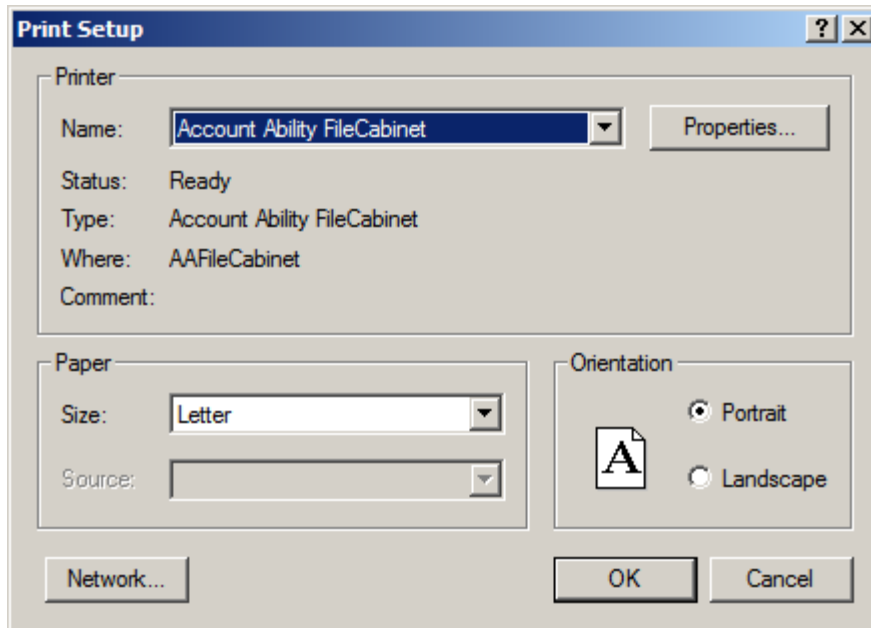 Print Setup
Printer
Name: Account Ability FileCabinet Properties...
Status: Ready
Type: Account Ability FileCabinet
Where: AAFileCabinet
Comment:
Paper
Size: Letter
Source:
Orientation
A
Portrait
Landscape
Network... OK Cancel